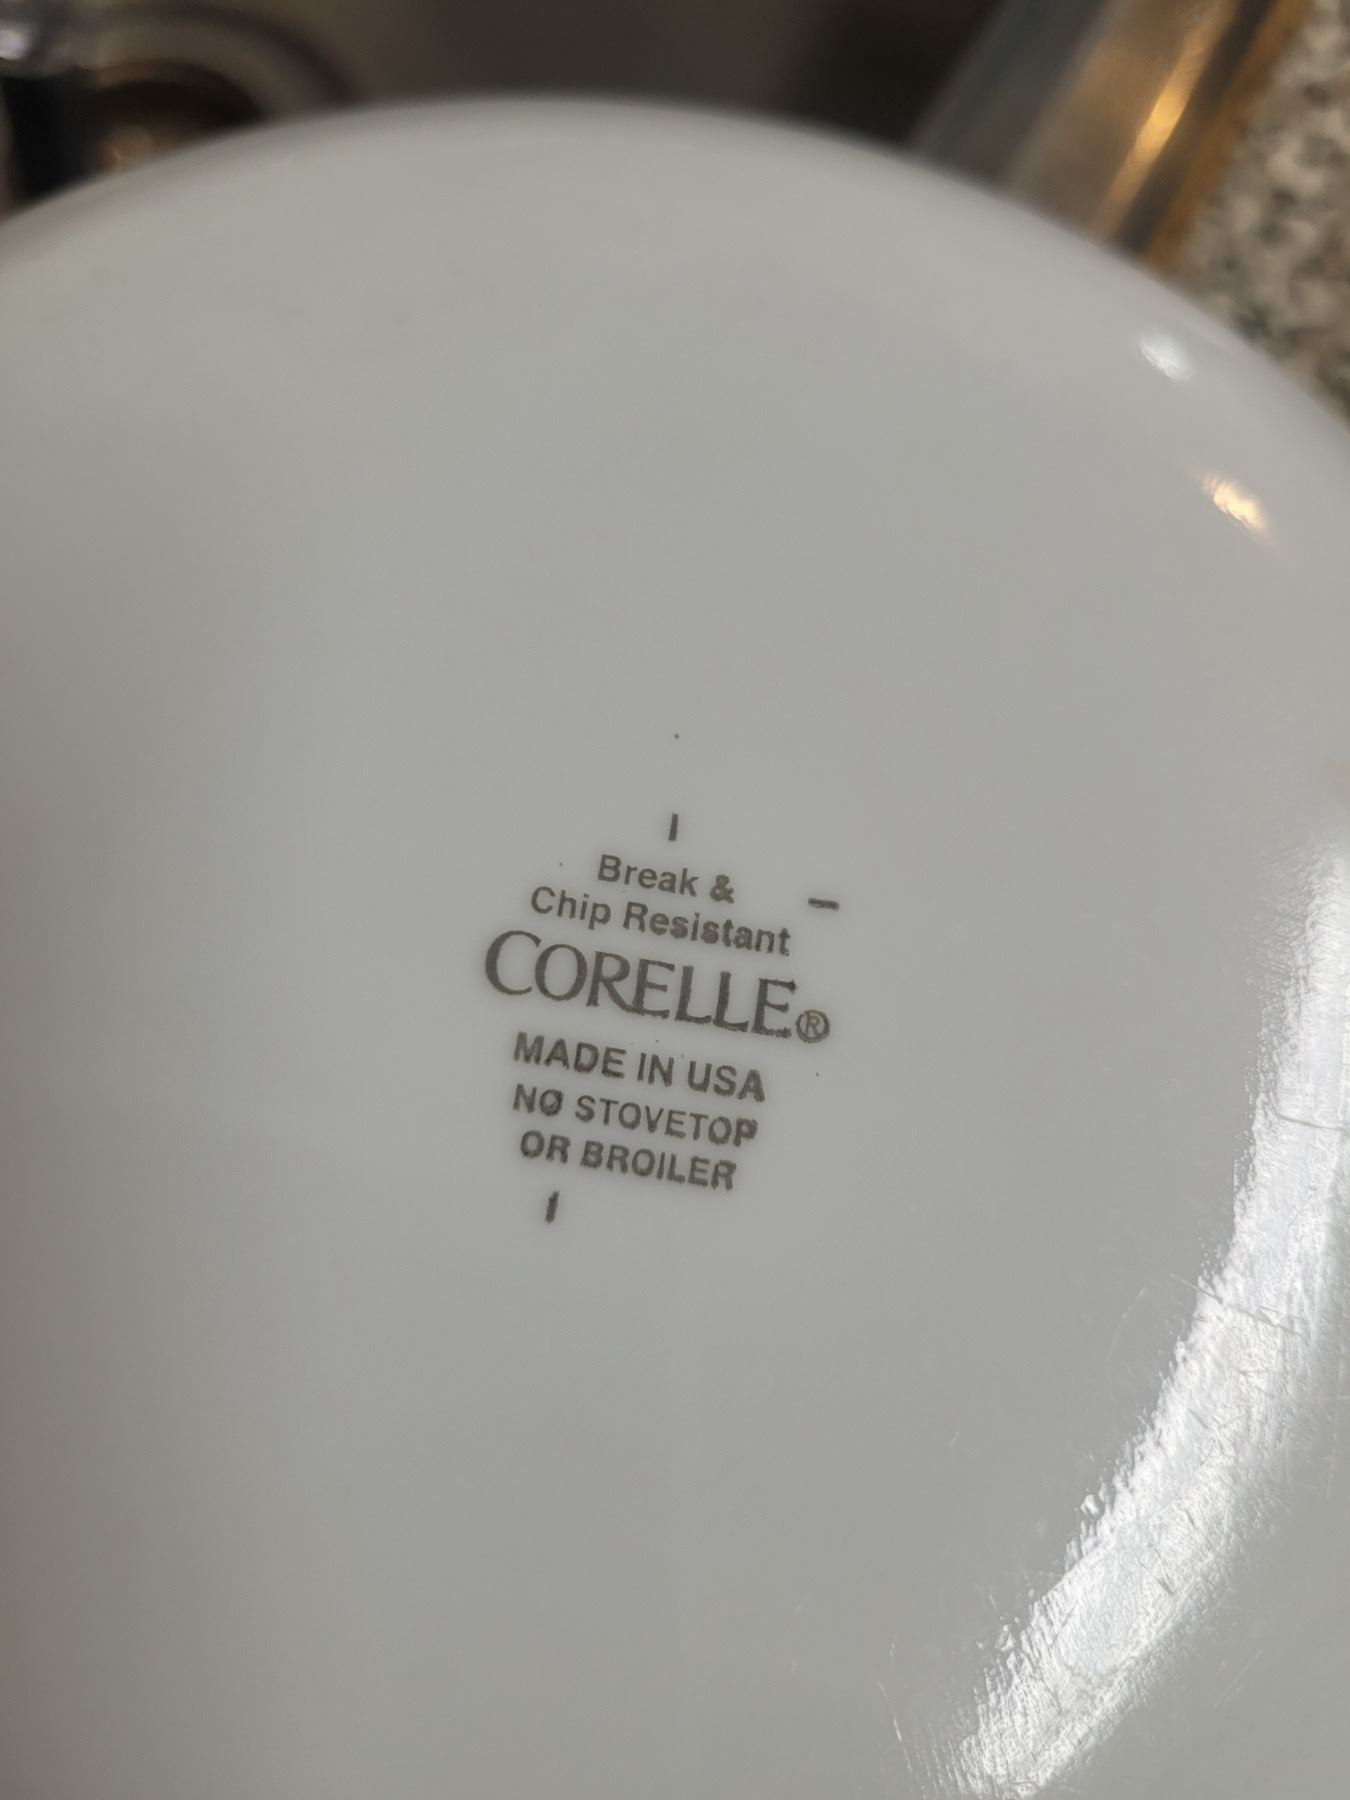 Break &
Chip Resistant
CORELLE®
MADE IN USA
NO STOVETOP
OR BROILER